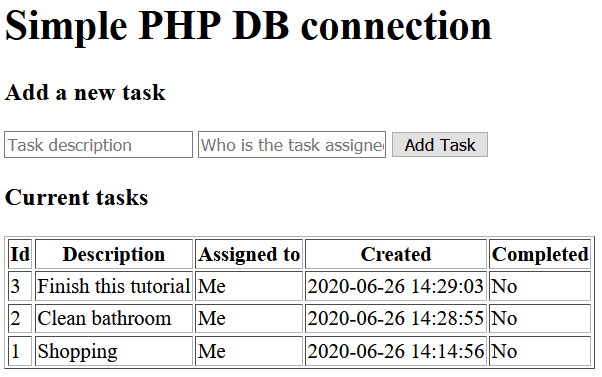 Simple PHP DB connection
Add a new task
Task description Who is the task assigne Add Task
Current tasks
Id Description Assigned to Created Completed
3 Finish this tutorial Me 2020-06-26 14:29:03 No
2 Clean bathroom Me 2020-06-26 14:28:55 No
1 Shopping Me 2020-06-26 14:14:56 No